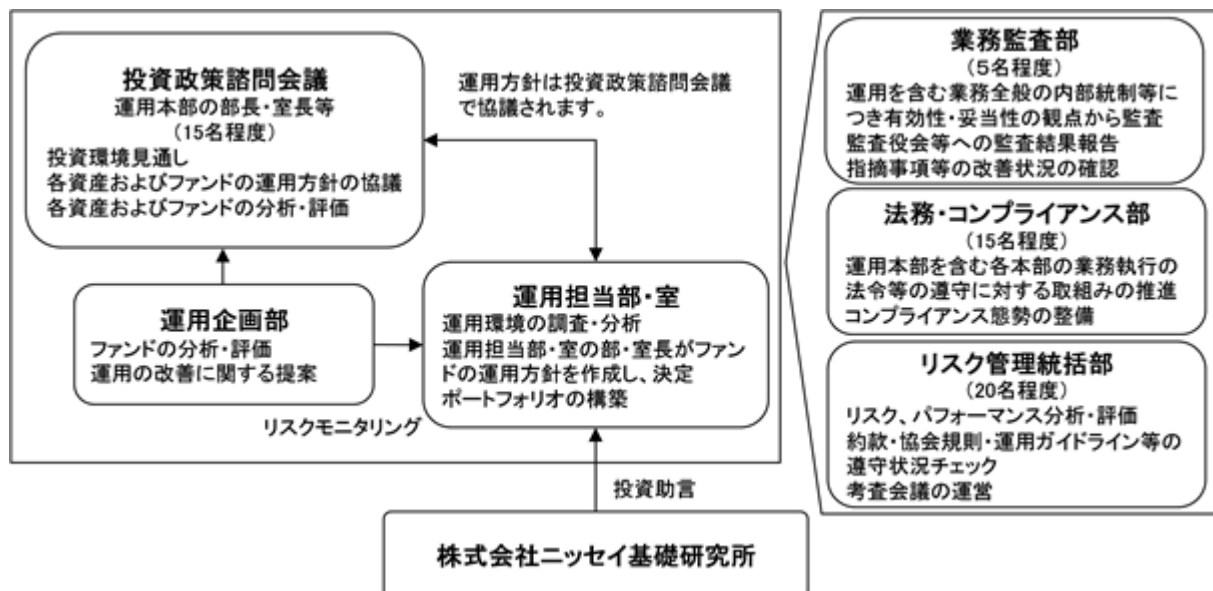 投資政策諮問会議
運用本部の部長・室長等
(15名程度)
投資環境見通し
各資産およびファンドの運用方針の協議
各資産およびファンドの分析・評価
運用方針は投資政策諮問会議
で協議されます。
運用企画部
ファンドの分析・評価
運用の改善に関する提案
リスクモニタリング
運用担当部・室
運用環境の調査・分析
運用担当部・室の部・室長がファン
ドの運用方針を作成し、決定
ポートフォリオの構築
投資助言
株式会社ニッセイ基礎研究所
業務監査部
(5名程度)
運用を含む業務全般の内部統制等に
つき有効性・妥当性の観点から監査
監査役会等への監査結果報告
指摘事項等の改善状況の確認
法務・コンプライアンス部
(15名程度)
運用本部を含む各本部の業務執行の
法令等の遵守に対する取組みの推進
コンプライアンス態勢の整備
リスク管理統括部
(20名程度)
リスク、パフォーマンス分析・評価
約款・協会規則・運用ガイドライン等の
遵守状況チェック
考査会議の運営